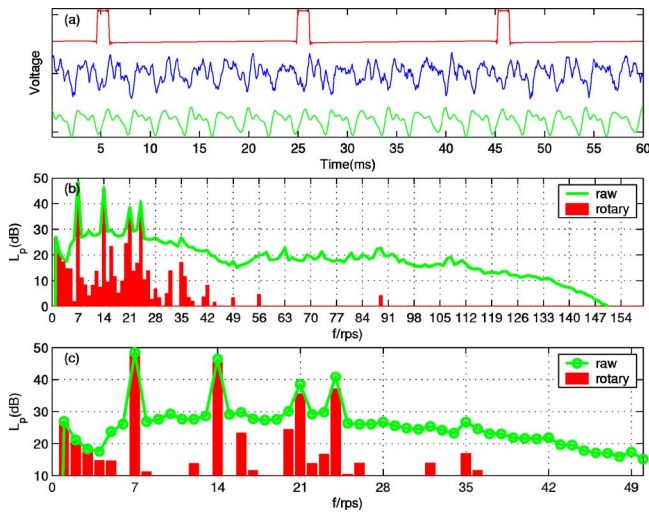 (a)
Voltage
5 10 15 20 25 30 35 40 45 50 55 60
Time(ms)
(b)
50
40
30
20
10
0
L_p(dB)
raw
rotary
0 7 14 21 28 35 42 49 56 63 70 77 84 91 98 105 112 119 126 133 140 147 154
f/rps)
(c)
50
40
30
20
10
L_p(dB)
raw
rotary
0 7 14 21 28 35 42 49
f/rps)